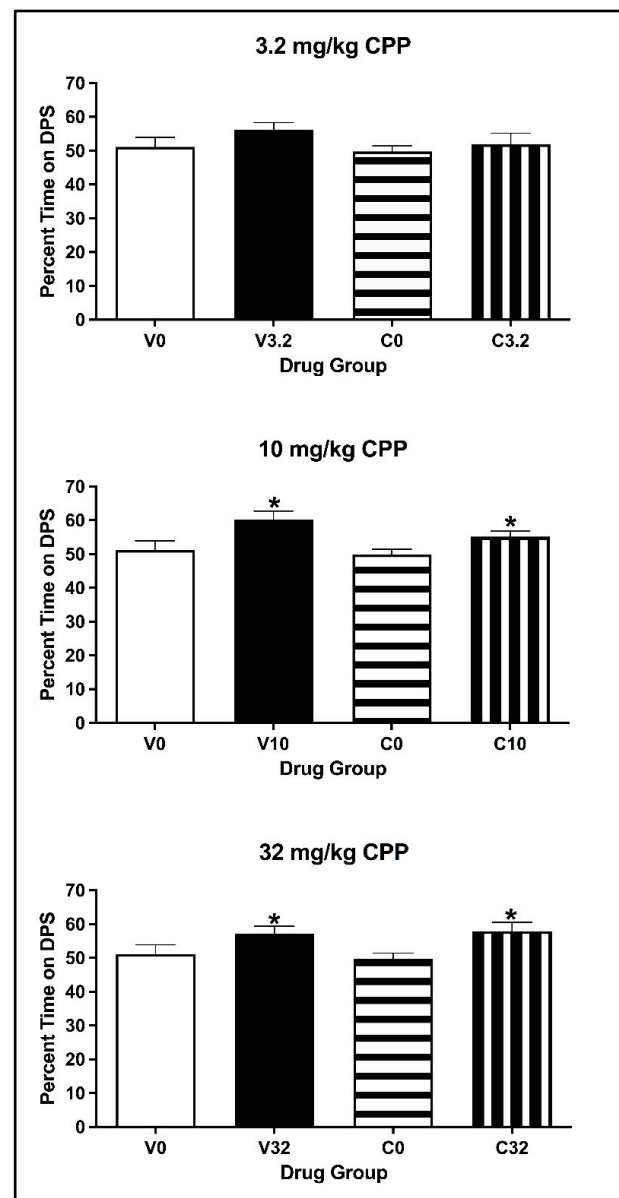 3.2 mg/kg CPP
70
60
50
40
30
20
10
0
Percent Time on DPS
V0 V3.2 C0 C3.2
Drug Group
10 mg/kg CPP
70
60
50
40
30
20
10
0
Percent Time on DPS
* *
V0 V10 C0 C10
Drug Group
32 mg/kg CPP
70
60
50
40
30
20
10
0
Percent Time on DPS
* *
V0 V32 C0 C32
Drug Group